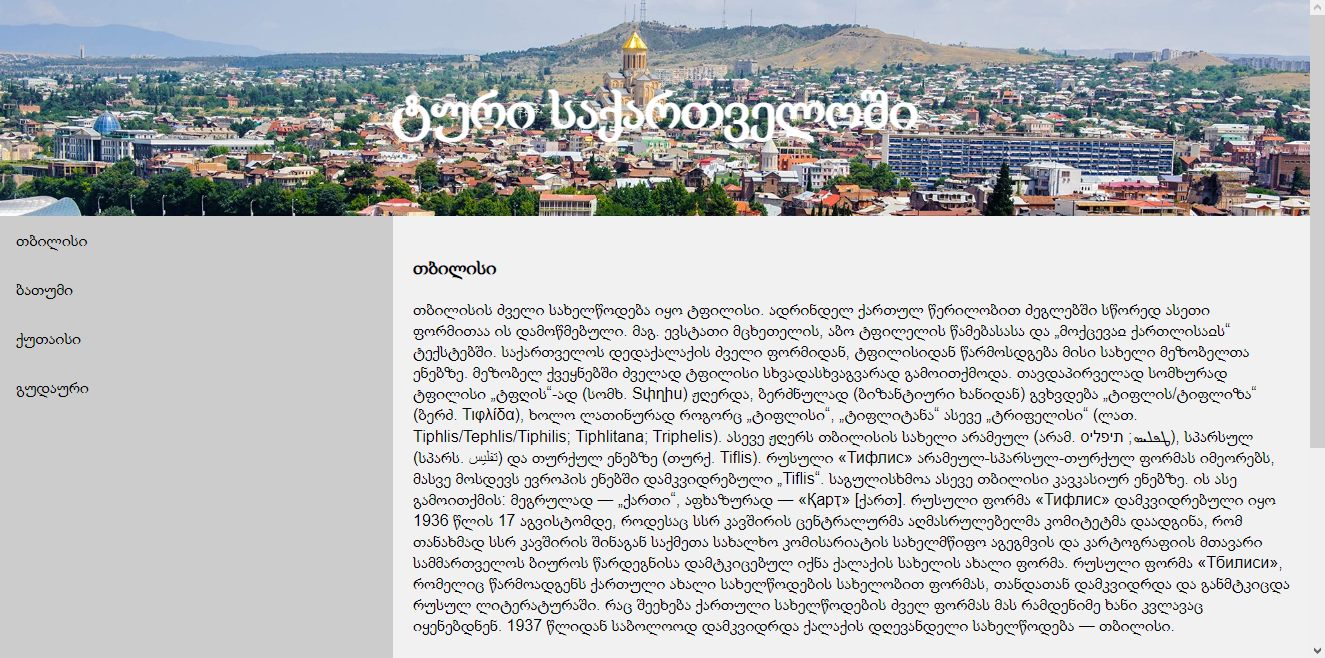 ტური საქართველოში
თბილისი
ბათუმი
ქუთაისი
გუდაური
თბილისი
თბილისის ძველი სახელწოდება იყო ტფილისი. ადრინდელ ქართულ წერილობით ძეგლებში სწორედ ასეთი
ფორმითაა ის დამოწმებული. მაგ. ევსტათი მცხეთელის, აბო ტფილელის წამებასასა და „მოქცევაჲ ქართლისაჲს“
ტექსტებში. საქართველოს დედაქალაქის ძველი ფორმიდან, ტფილისიდან წარმოსდგება მისი სახელი მეზობელთა
ენებზე. მეზობელ ქვეყნებში ძველად ტფილისი სხვადასხვაგვარად გამოითქმოდა. თავდაპირველად სომხურად
ტფილისი „ტფღის“-ად (სომხ. Տփղիս) ჟღერდა, ბერძნულად (ბიზანტიური ხანიდან) გვხვდება „ტიფლის/ტიფლიზა“
(ბერმ. Τιφλίδα), ხოლო ლათინურად როგორც „ტიფლისი“, „ტიფლიტანა“ ასევე „ტრიფელისი“ (ლათ.
Tiphlis/Tephlis/Tiphilis; Tiphlitana; Triphelis). ასევე ჟღერს თბილისის სახელი არამეულ (არამ. תיפליס; ܛܦܠܝܣ), სპარსულ
(სპარს. تفلیس) და თურქულ ენებზე (თურქ. Tiflis). რუსული «Тифлис» არამეულ-სპარსულ-თურქულ ფორმას იმეორებს,
მასვე მოსდევს ევროპის ენებში დამკვიდრებული „Tiflis“. საგულისხმოა ასევე თბილისი კავკასიურ ენებზე. ის ასე
გამოითქმის: მეგრულად — „ქართი“, აფხაზურად — «Қарҭ» [ქართ]. რუსული ფორმა «Тифлис» დამკვიდრებული იყო
1936 წლის 17 აგვისტომდე, როდესაც სსრ კავშირის ცენტრალურმა აღმასრულებელმა კომიტეტმა დაადგინა, რომ
თანახმად სსრ კავშირის შინაგან საქმეთა სახალხო კომისარიატის სახელმწიფო აგეგმვის და კარტოგრაფიის მთავარი
სამმართველოს ბიუროს წარდეგნისა დამტკიცებულ იქნა ქალაქის სახელის ახალი ფორმა. რუსული ფორმა «Тбилиси»,
რომელიც წარმოადგენს ქართული ახალი სახელწოდების სახელობით ფორმას, თანდათან დამკვიდრდა და განმტკიცდა
რუსულ ლიტერატურაში. რაც შეეხება ქართული სახელწოდების ძველ ფორმას მას რამდენიმე ხანი კვლავაც
იყენებდნენ. 1937 წლიდან საბოლოოდ დამკვიდრდა ქალაქის დღევანდელი სახელწოდება — თბილისი.